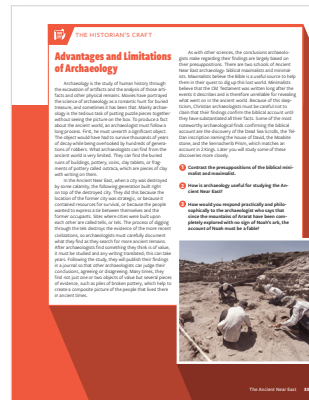 THE HISTORIAN'S CRAFT
Advantages and Limitations
of Archaeology
Archaeology is the study of human history through
the excavation of artifacts and the analysis of those arti-
facts and other physical remains. Movies have portrayed
the science of archaeology as a romantic hunt for buried
treasure, and sometimes it has been that. Mainly archae-
ology is the tedious task of putting puzzle pieces together
without seeing the picture on the box. To produce a fact
about the ancient world, an archaeologist must follow a
long process. First, he must unearth a significant object.
The object would have had to survive thousands of years
of decay while being overlooked by hundreds of genera-
tions of robbers. What archaeologists can find from the
ancient world is very limited. They can find the buried
ruins of buildings, pottery, coins, clay tablets, or frag-
ments of pottery called ostraca, which are pieces of clay
with writing on them.
In the Ancient Near East, when a city was destroyed
by some calamity, the following generation built right
on top of the destroyed city. They did this because the
location of the former city was strategic, or because it
contained resources for survival, or because the people
wanted to express a tie between themselves and the
former occupants. Sites where cities were built upon
each other are called tells, or tels. The process of digging
through the tels destroys the evidence of the more recent
civilizations, so archaeologists must carefully document
what they find as they search for more ancient remains.
After archaeologists find something they think is of value,
it must be studied and any writing translated; this can take
years. Following the study, they will publish their findings
in a journal so that other archaeologists can judge their
conclusions, agreeing or disagreeing. Many times, they
find not just one or two objects of value but several pieces
of evidence, such as piles of broken pottery, which help to
create a composite picture of the people that lived there
in ancient times.
As with other sciences, the conclusions archaeolo-
gists make regarding their findings are largely based on
their presuppositions. There are two schools of Ancient
Near East archaeology: biblical maximalists and minimal-
ists. Maximalists believe the Bible is a useful source to help
them in their quest to dig up this lost world. Minimalists
believe that the Old Testament was written long after the
events it describes and is therefore unreliable for revealing
what went on in the ancient world. Because of this skep-
ticism, Christian archaeologists must be careful not to
claim that their findings confirm the biblical account until
they have substantiated all their facts. Some of the most
noteworthy archaeological finds confirming the biblical
account are the discovery of the Dead Sea Scrolls, the Tel
Dan inscription naming the house of David, the Moabite
stone, and the Sennacherib Prism, which matches an
account in 2 Kings. Later you will study some of these
discoveries more closely.
1 Contrast the presuppositions of the biblical mini-
malist and maximalist.
2 How is archaeology useful for studying the An-
cient Near East?
3 How would you respond practically and philo-
sophically to the archaeologist who says that
since the mountains of Ararat have been com-
pletely explored with no sign of Noah's ark, the
account of Noah must be a fable?
The Ancient Near East